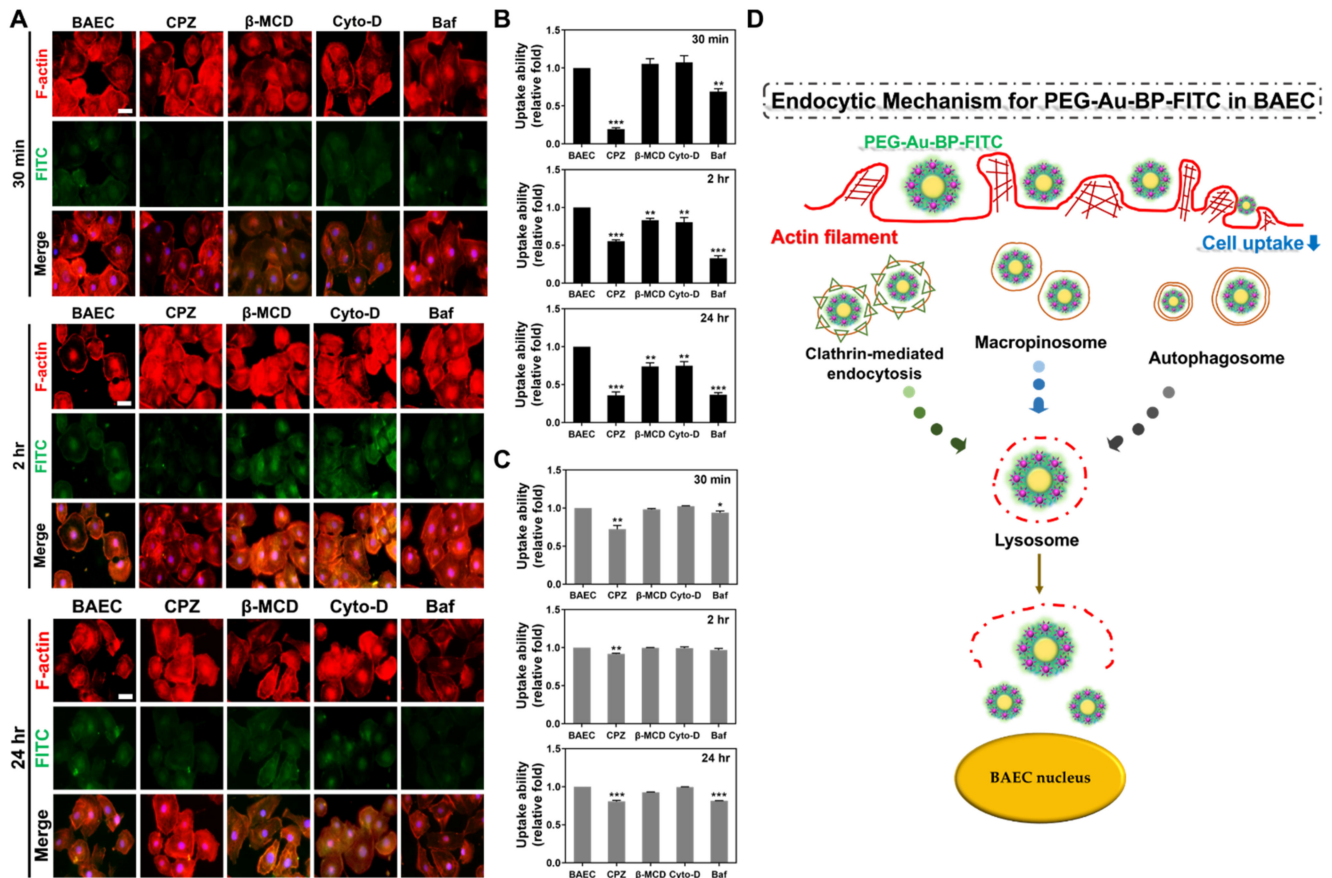 A
BAEC CPZ β-MCD Cyto-D Baf
30 min
F-actin
FITC
Merge
BAEC CPZ β-MCD Cyto-D Baf
2 hr
F-actin
FITC
Merge
BAEC CPZ β-MCD Cyto-D Baf
24 hr
F-actin
FITC
Merge
B
30 min
Uptake ability
(relative fold)
1.5
1.0
0.5
0.0
***
**
BAEC CPZ β-MCD Cyto-D Baf
2 hr
Uptake ability
(relative fold)
1.5
1.0
0.5
0.0
*** ** ** ***
BAEC CPZ β-MCD Cyto-D Baf
24 hr
Uptake ability
(relative fold)
1.5
1.0
0.5
0.0
*** ** ** ***
BAEC CPZ β-MCD Cyto-D Baf
C
30 min
Uptake ability
(relative fold)
1.5
1.0
0.5
0.0
** *
BAEC CPZ β-MCD Cyto-D Baf
2 hr
Uptake ability
(relative fold)
1.5
1.0
0.5
0.0
**
BAEC CPZ β-MCD Cyto-D Baf
24 hr
Uptake ability
(relative fold)
1.5
1.0
0.5
0.0
*** ***
BAEC CPZ β-MCD Cyto-D Baf
D
Endocytic Mechanism for PEG-Au-BP-FITC in BAEC
PEG-Au-BP-FITC
Actin filament
Cell uptake
Clathrin-mediated
endocytosis
Macropinosome
Autophagosome
Lysosome
BAEC nucleus